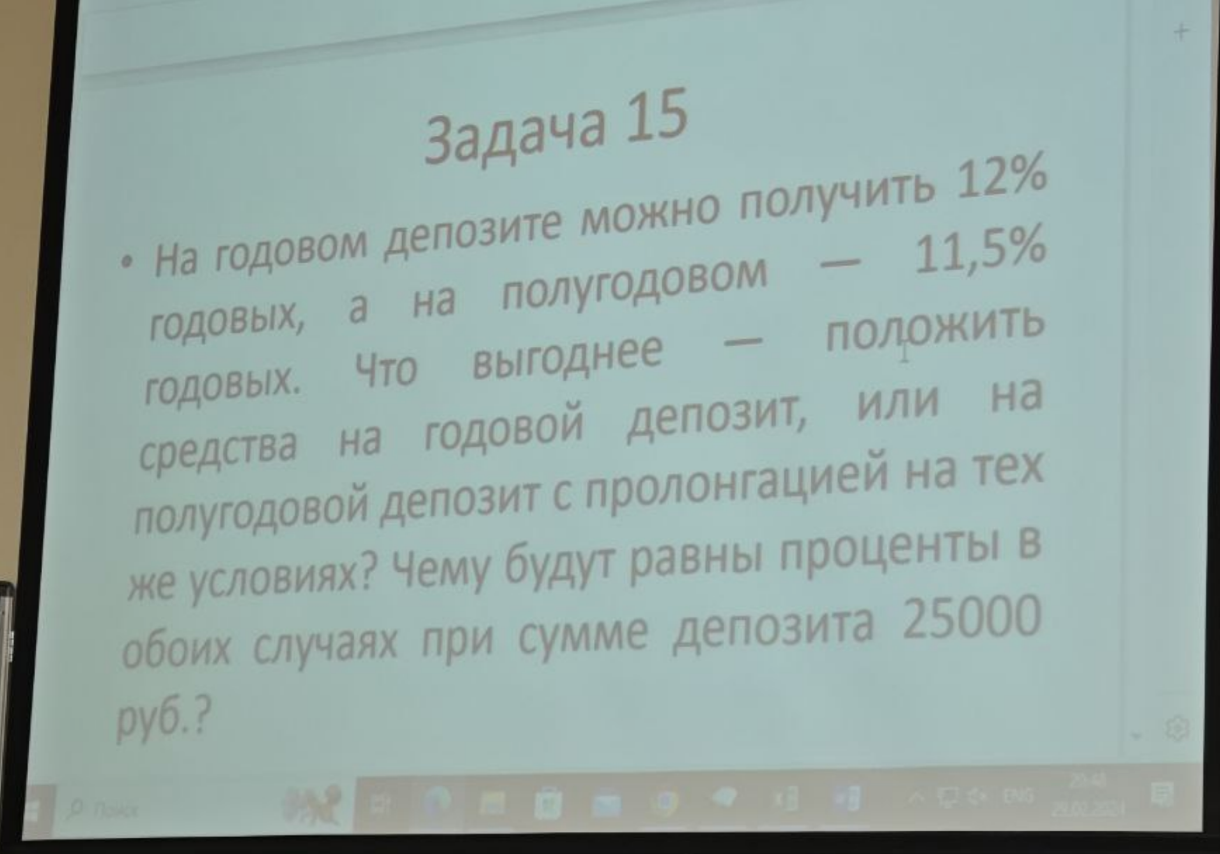 Задача 15
• На годовом депозите можно получить 12%
годовых, а на полугодовом — 11,5%
годовых. Что выгоднее — положить
средства на годовой депозит, или на
полугодовой депозит с пролонгацией на тех
же условиях? Чему будут равны проценты в
обоих случаях при сумме депозита 25000
руб.?
Поиск
ENG